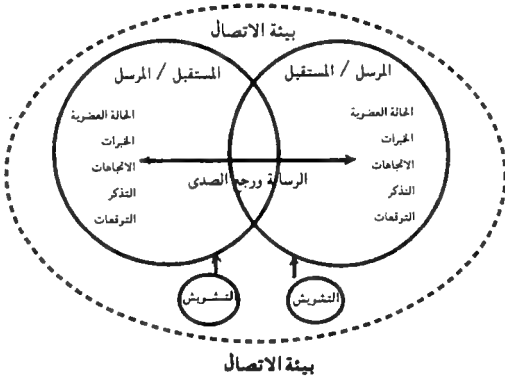 بيئة الاتصال
المرسل / المستقبل
المستقبل / المرسل
الحالة العضوية
الخبرات
الاتجاهات
التذكر
التوقعات
الحالة العضوية
الخبرات
الاتجاهات
التذكر
التوقعات
الرسالة ورجع الصدى
التشويش
التشويش
بيئة الاتصال